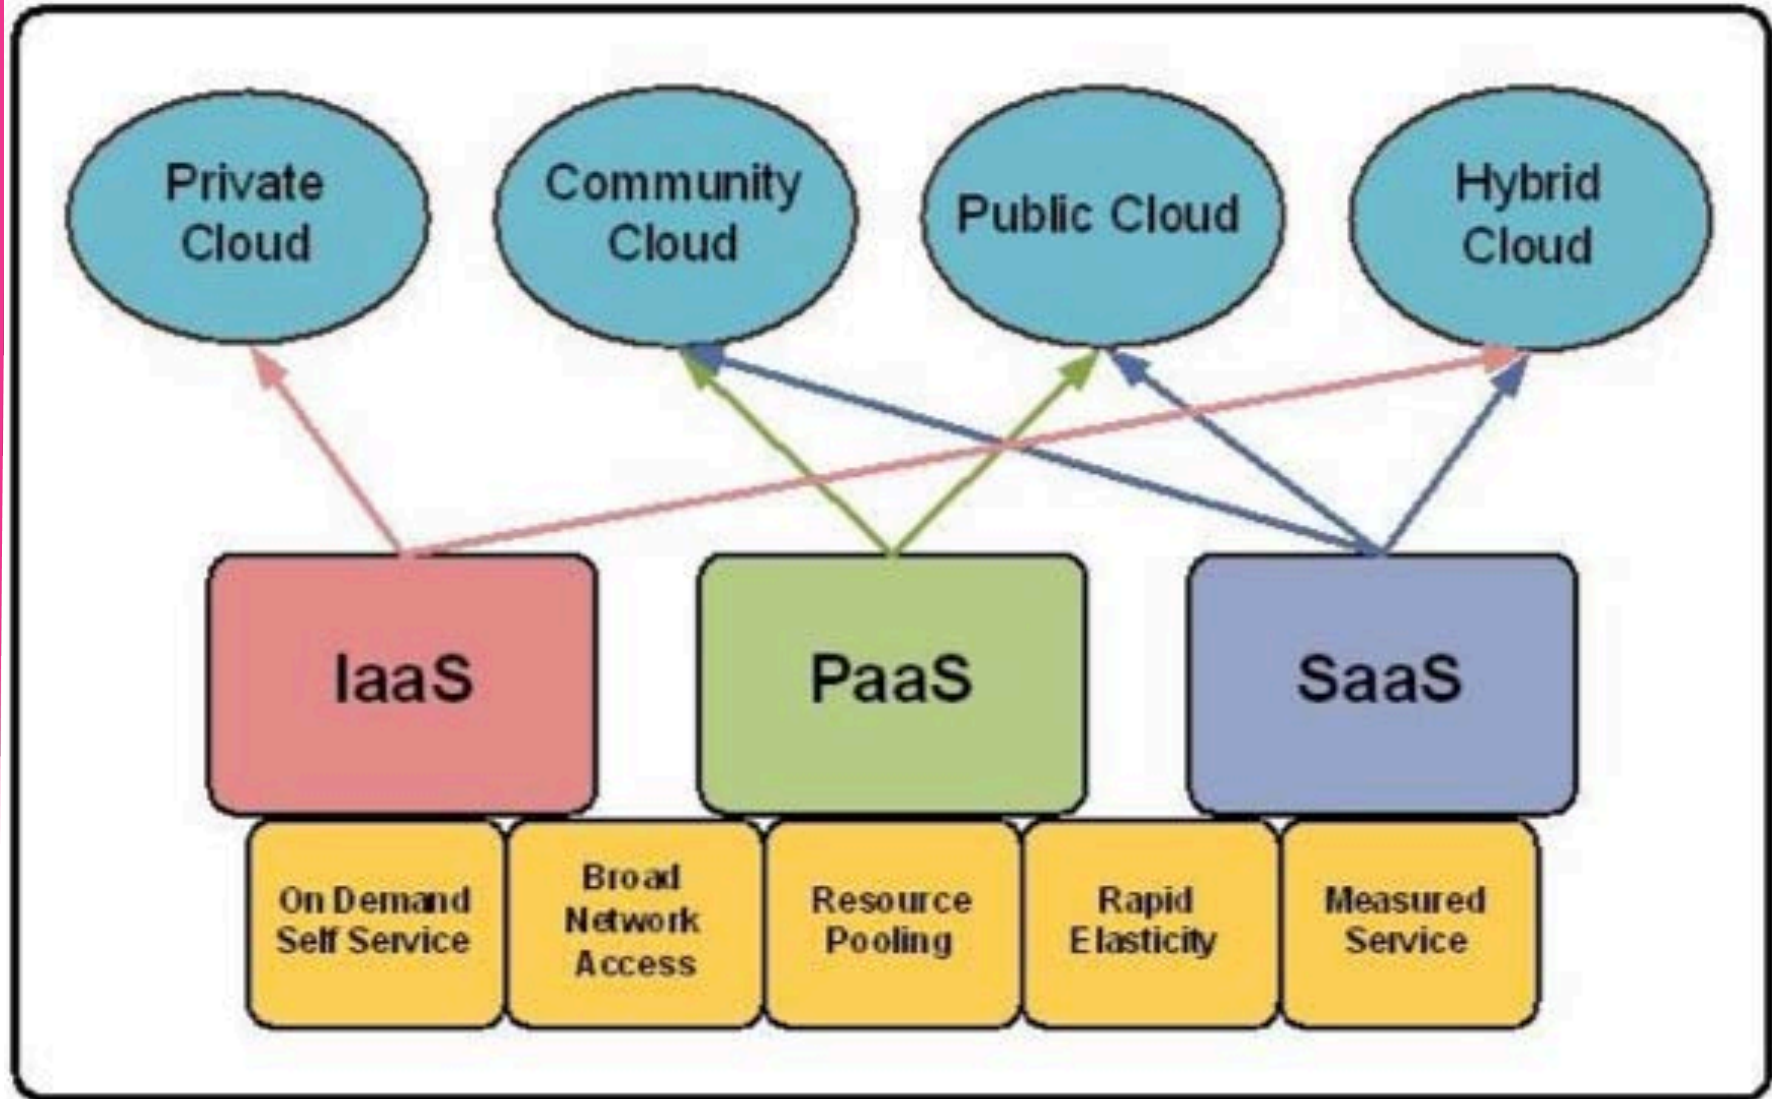 Private
Cloud
Community
Cloud
Public Cloud
Hybrid
Cloud
IaaS
PaaS
SaaS
On Demand
Self Service
Broad
Network
Access
Resource
Pooling
Rapid
Elasticity
Measured
Service